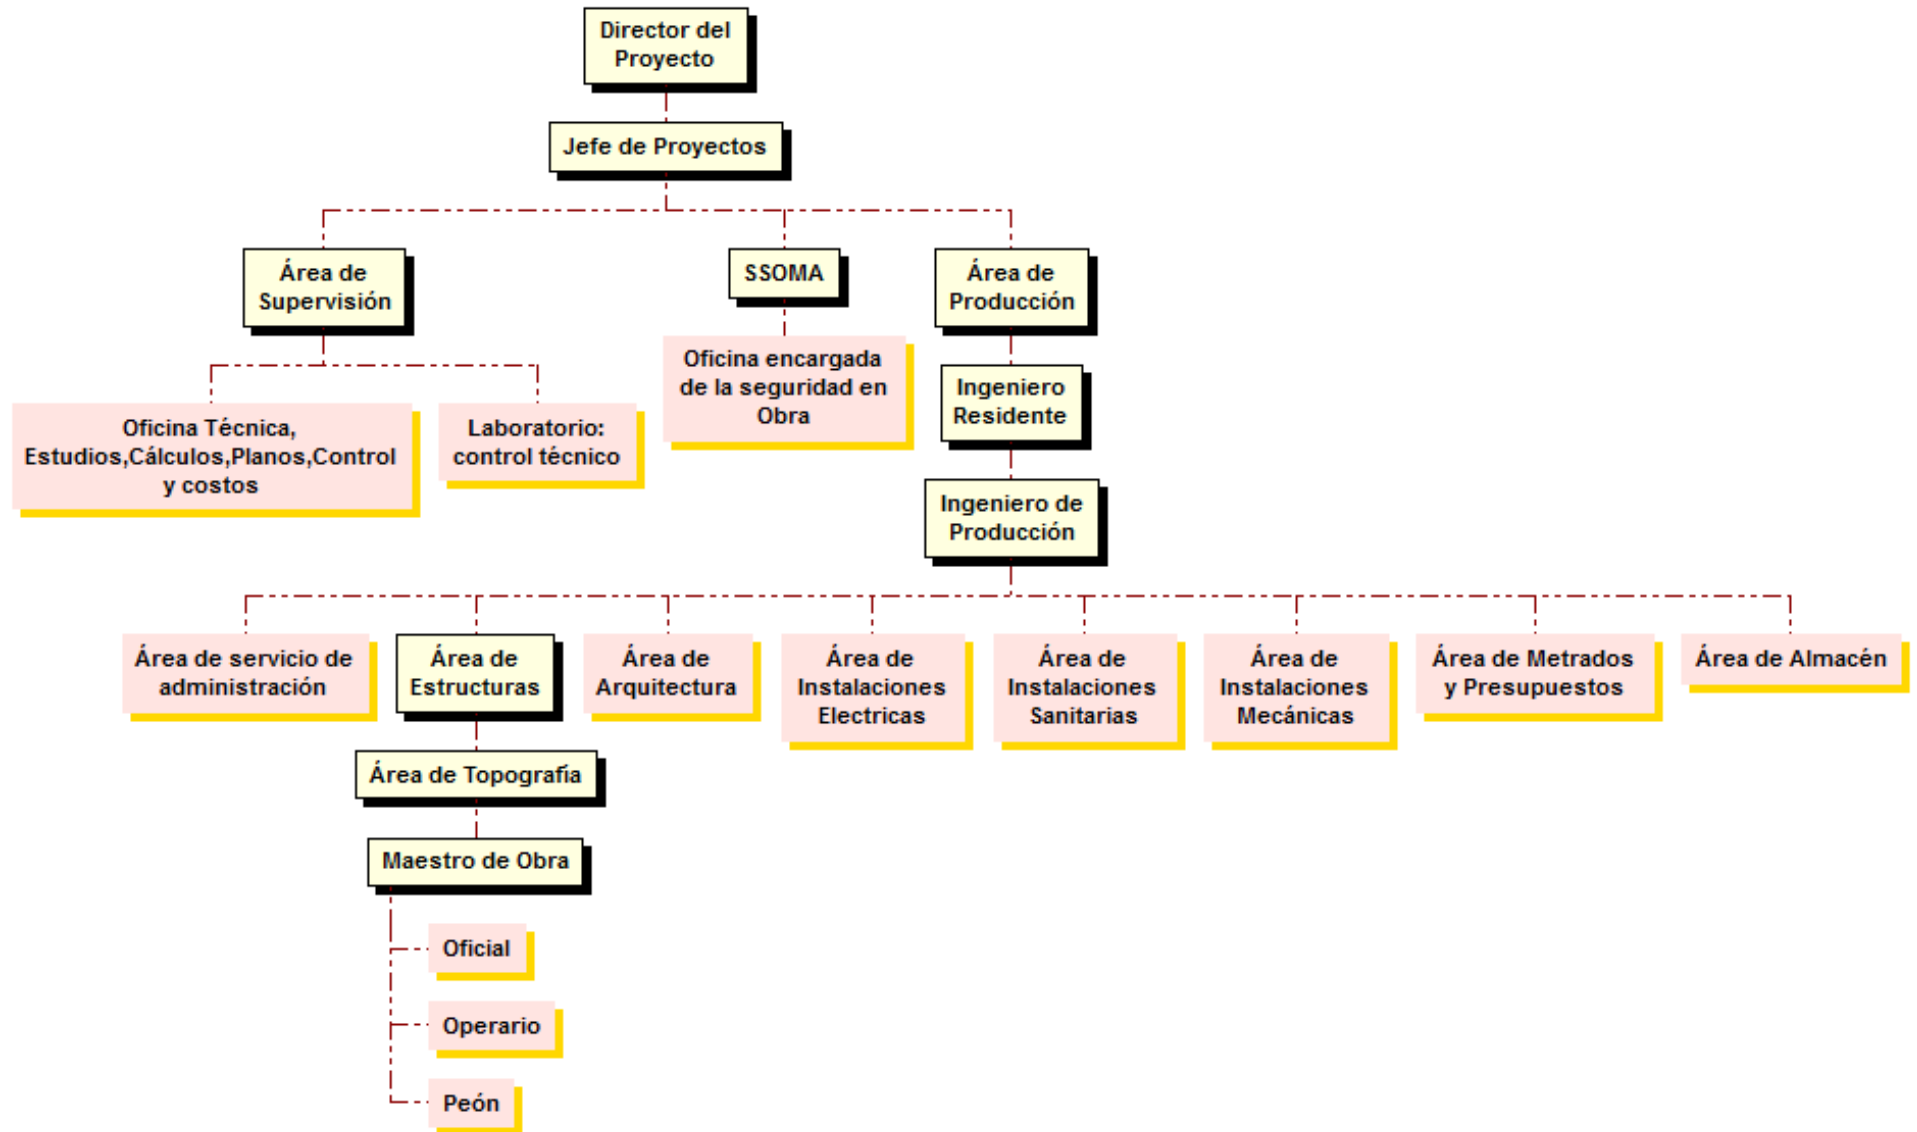 Director del
Proyecto
Jefe de Proyectos
Área de
Supervisión
SSOMA
Área de
Producción
Oficina encargada
de la seguridad en
Obra
Ingeniero
Residente
Oficina Técnica,
Estudios,Cálculos,Planos,Control
y costos
Laboratorio:
control técnico
Ingeniero de
Producción
Área de servicio de
administración
Área de
Estructuras
Área de
Arquitectura
Área de
Instalaciones
Electricas
Área de
Instalaciones
Sanitarias
Área de
Instalaciones
Mecánicas
Área de Metrados
y Presupuestos
Área de Almacén
Área de Topografía
Maestro de Obra
Oficial
Operario
Peón